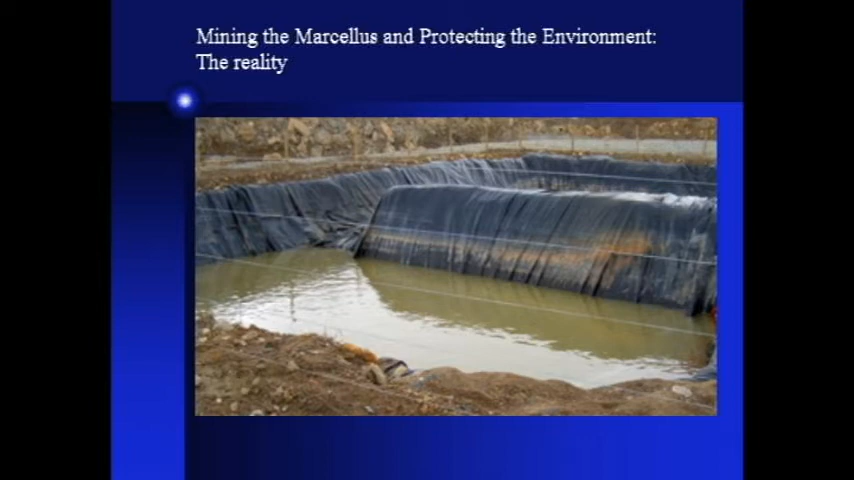 Mining the Marcellus and Protecting the Environment:
The reality